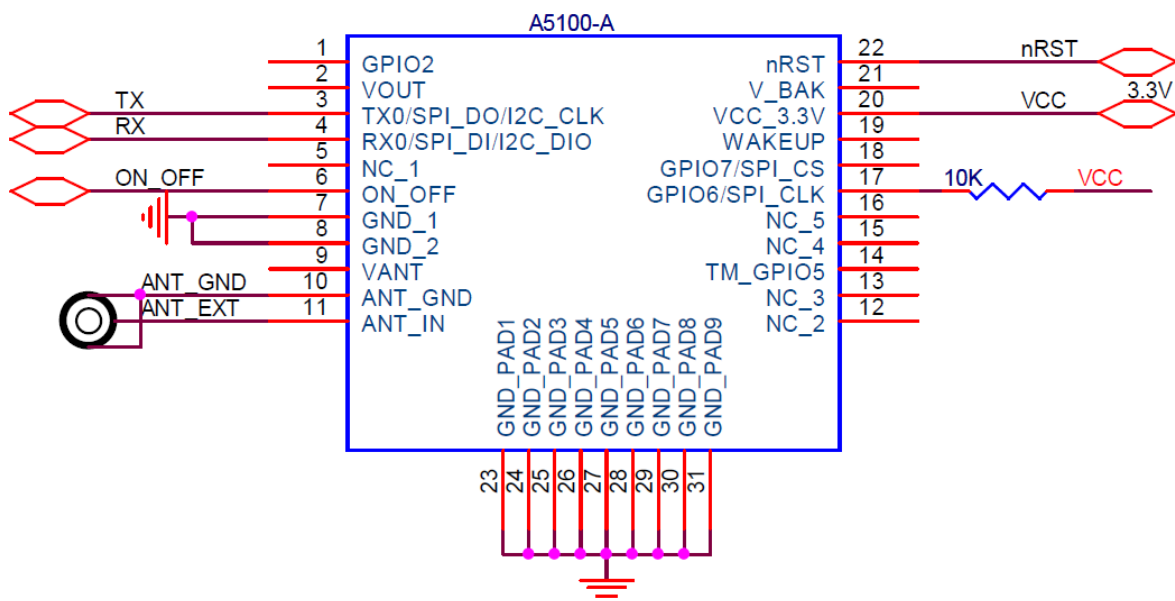 A5100-A
1 GPIO2
2 VOUT
TX 3 TX0/SPI_DO/I2C_CLK
RX 4 RX0/SPI_DI/I2C_DIO
5 NC_1
ON_OFF 6 ON_OFF
7 GND_1
8 GND_2
9 VANT
ANT_GND 10 ANT_GND
ANT_EXT 11 ANT_IN
nRST 22 nRST
V_BAK 21
VCC_3.3V 20 VCC 3.3V
WAKEUP 19
GPIO7/SPI_CS 18
GPIO6/SPI_CLK 17 10K VCC
NC_5 16
NC_4 15
TM_GPIO5 14
NC_3 13
NC_2 12
GND_PAD1 23
GND_PAD2 24
GND_PAD3 25
GND_PAD4 26
GND_PAD5 27
GND_PAD6 28
GND_PAD7 29
GND_PAD8 30
GND_PAD9 31